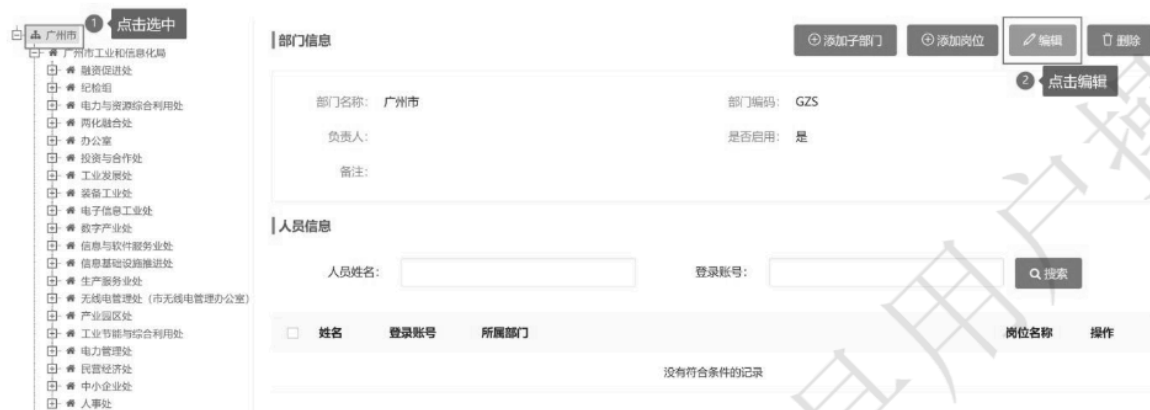 广州市
1 点击选中
广州市工业和信息化局
融资促进处
纪检组
电力与资源综合利用处
两化融合处
办公室
投资与合作处
工业发展处
装备工业处
电子信息工业处
数字产业处
信息与软件服务业处
信息基础设施推进处
生产服务业处
无线电管理处（市无线电管理办公室）
产业园区处
工业节能与综合利用处
电力管理处
民营经济处
中小企业处
人事处
部门信息
添加子部门 添加岗位 编辑 删除
2 点击编辑
部门名称： 广州市 部门编码： GZS
负责人： 是否启用： 是
备注：
人员信息
人员姓名： 登录账号： 搜索
姓名 登录账号 所属部门 岗位名称 操作
没有符合条件的记录
用户操